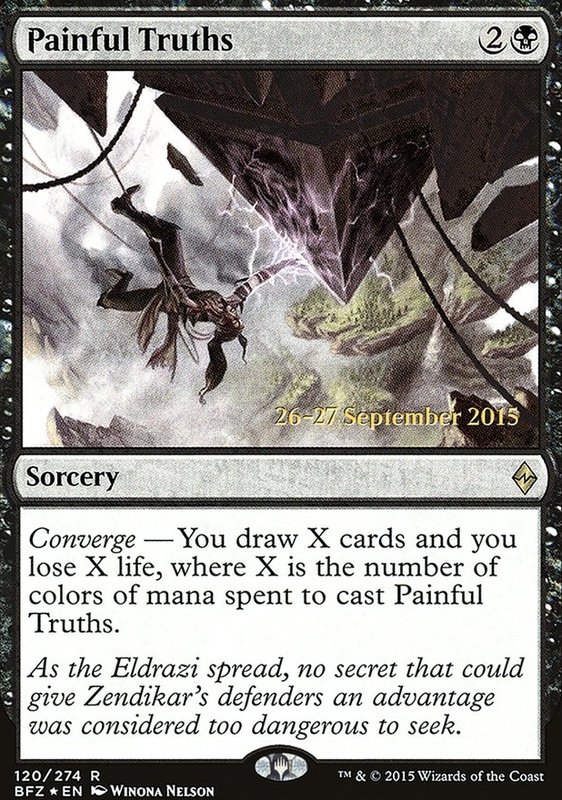 Painful Truths 2
26-27 September 2015
Sorcery
Converge — You draw X cards and you
lose X life, where X is the number of
colors of mana spent to cast Painful
Truths.
As the Eldrazi spread, no secret that could
give Zendikar's defenders an advantage
was considered too dangerous to seek.
120/274 R
BFZ ★ EN Winona Nelson
™ & © 2015 Wizards of the Coast